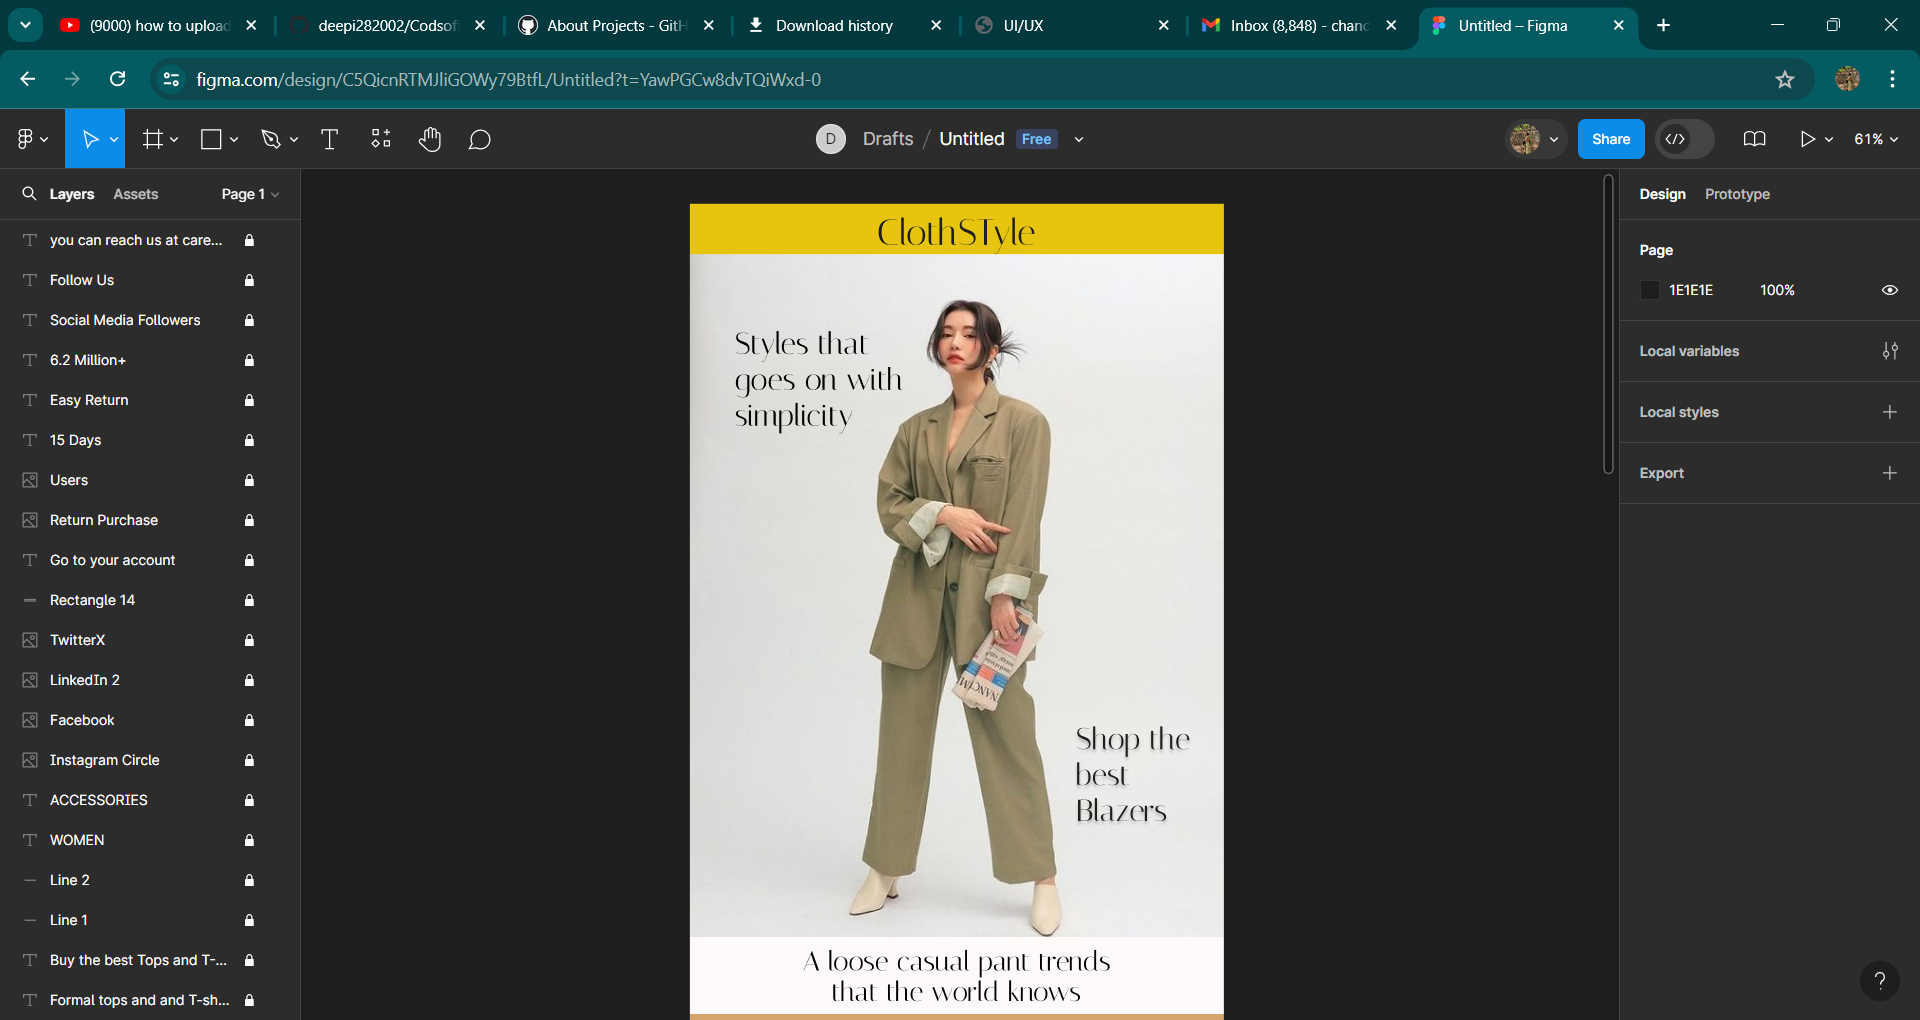 (9000) how to upload
deepi282002/Codsof
About Projects - GitH
Download history
UI/UX
Inbox (8,848) - chanc
Untitled – Figma
figma.com/design/C5QicnRTMJliGOWy79BtfL/Untitled?t=YawPGCw8dvTQiWxd-0
D
Drafts / Untitled
Free
Share
61%
Layers
Assets
Page 1
you can reach us at care...
Follow Us
Social Media Followers
6.2 Million+
Easy Return
15 Days
Users
Return Purchase
Go to your account
Rectangle 14
TwitterX
LinkedIn 2
Facebook
Instagram Circle
ACCESSORIES
WOMEN
Line 2
Line 1
Buy the best Tops and T-...
Formal tops and and T-sh...
ClothSTyle
Styles that
goes on with
simplicity
Shop the
best
Blazers
A loose casual pant trends
that the world knows
Design
Prototype
Page
1E1E1E
100%
Local variables
Local styles
Export
?